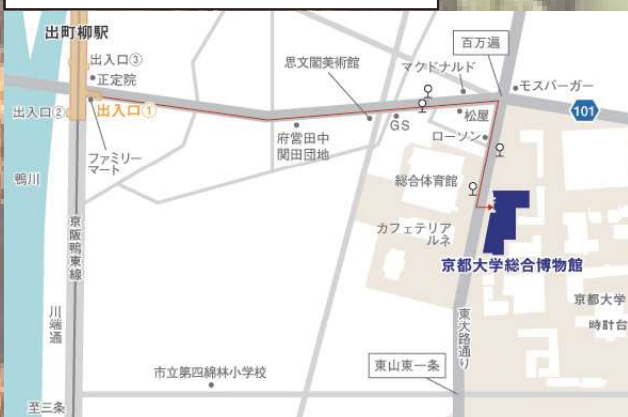 出町柳駅
出入口③
正定院
出入口②
出入口①
ファミリー
マート
鴨川
京阪鴨東線
川端通
至三条
思文閣美術館
府営田中
関田団地
GS
マクドナルド
百万遍
モスバーガー
松屋
ローソン
101
総合体育館
カフェテリア
ルネ
京都大学総合博物館
京都大学
時計台
東大路通り
東山東一条
市立第四錦林小学校